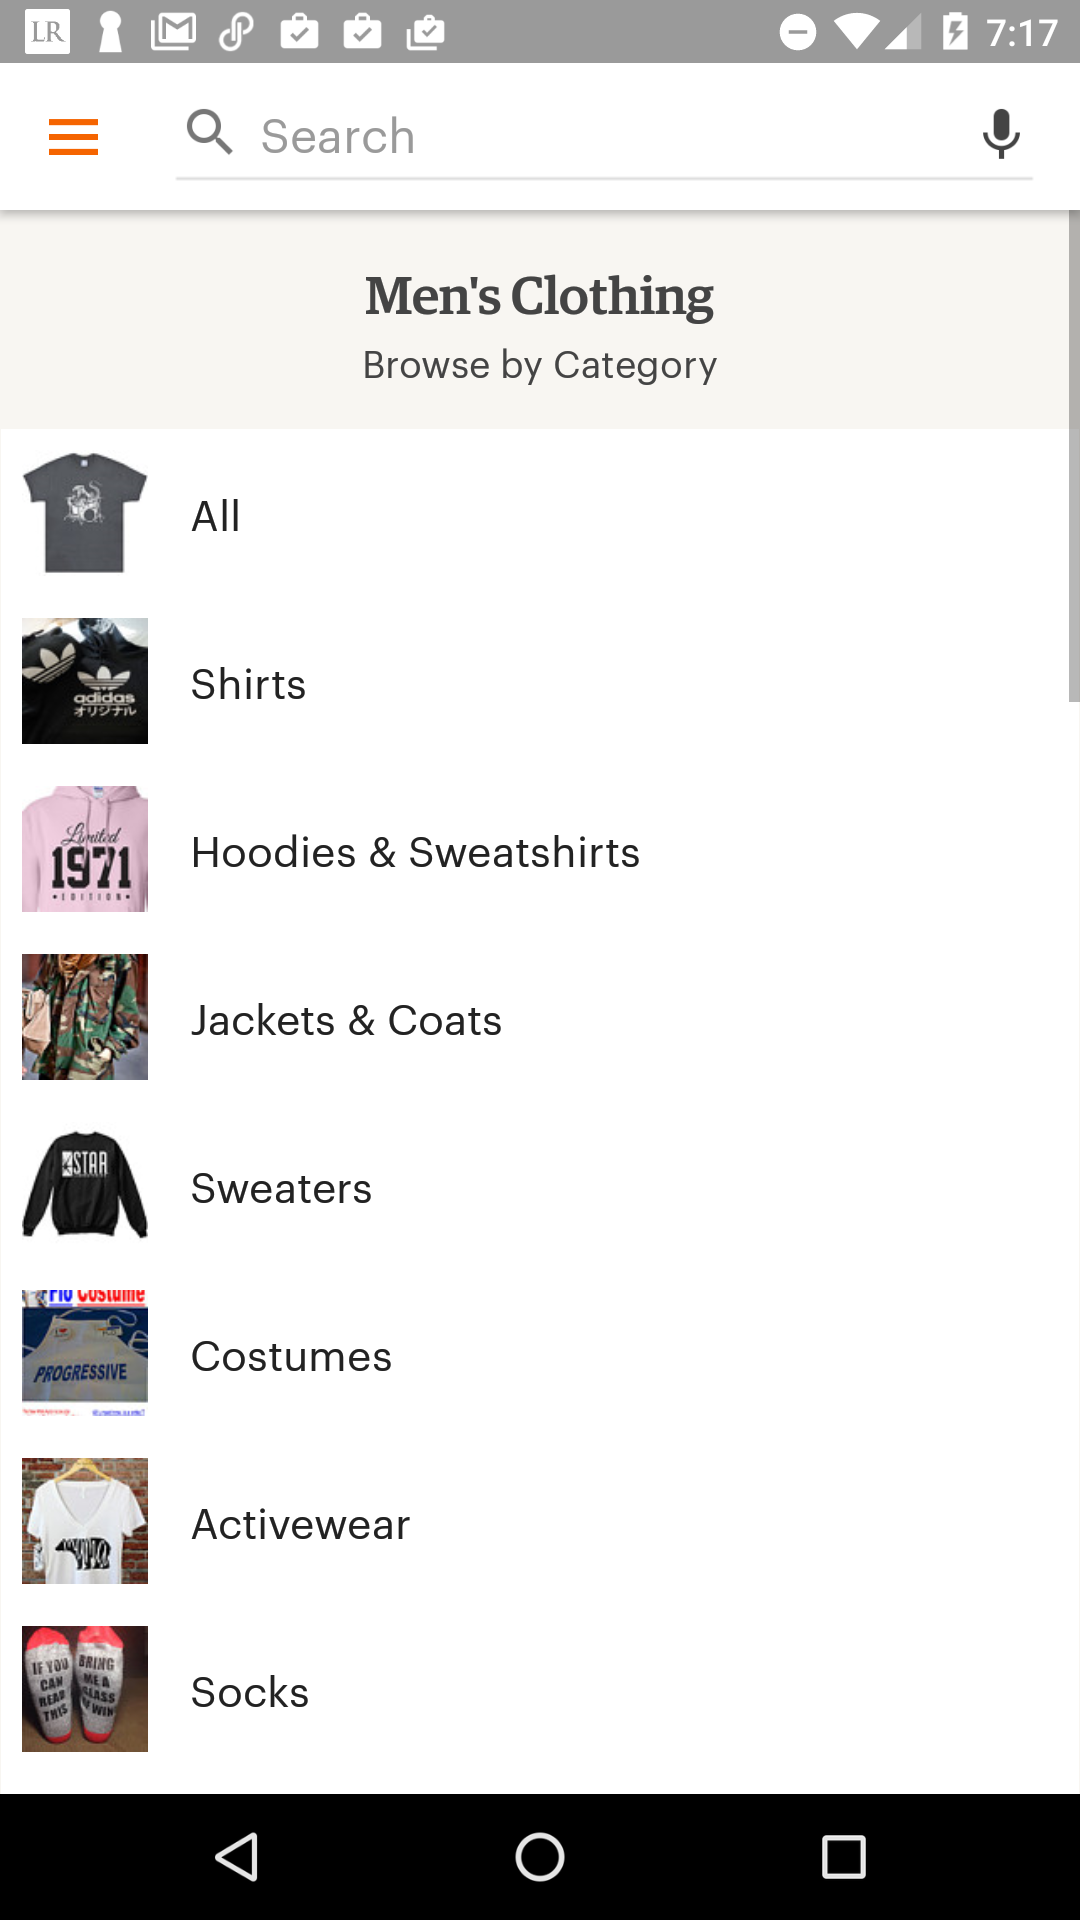 LR
7:17
Search
Men's Clothing
Browse by Category
All
adidas
オリジナル
Shirts
Limited
1971
• EDITION •
Hoodies & Sweatshirts
Jackets & Coats
STAR
Sweaters
Flo Costume
PROGRESSIVE
Costumes
Activewear
IF YOU
CAN
READ
THIS
BRING
ME A
GLASS
OF WIN
Socks